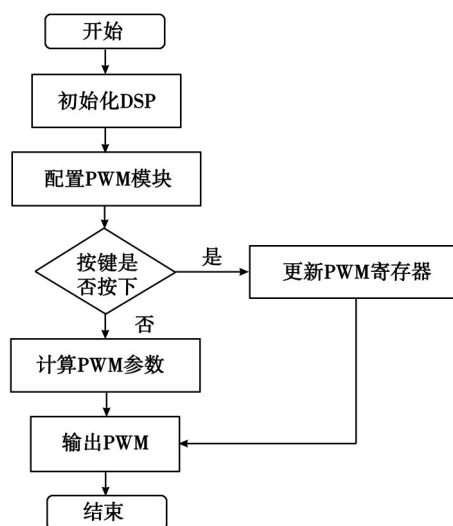 开始
初始化DSP
配置PWM模块
按键是
否按下
是
更新PWM寄存器
否
计算PWM参数
输出PWM
结束